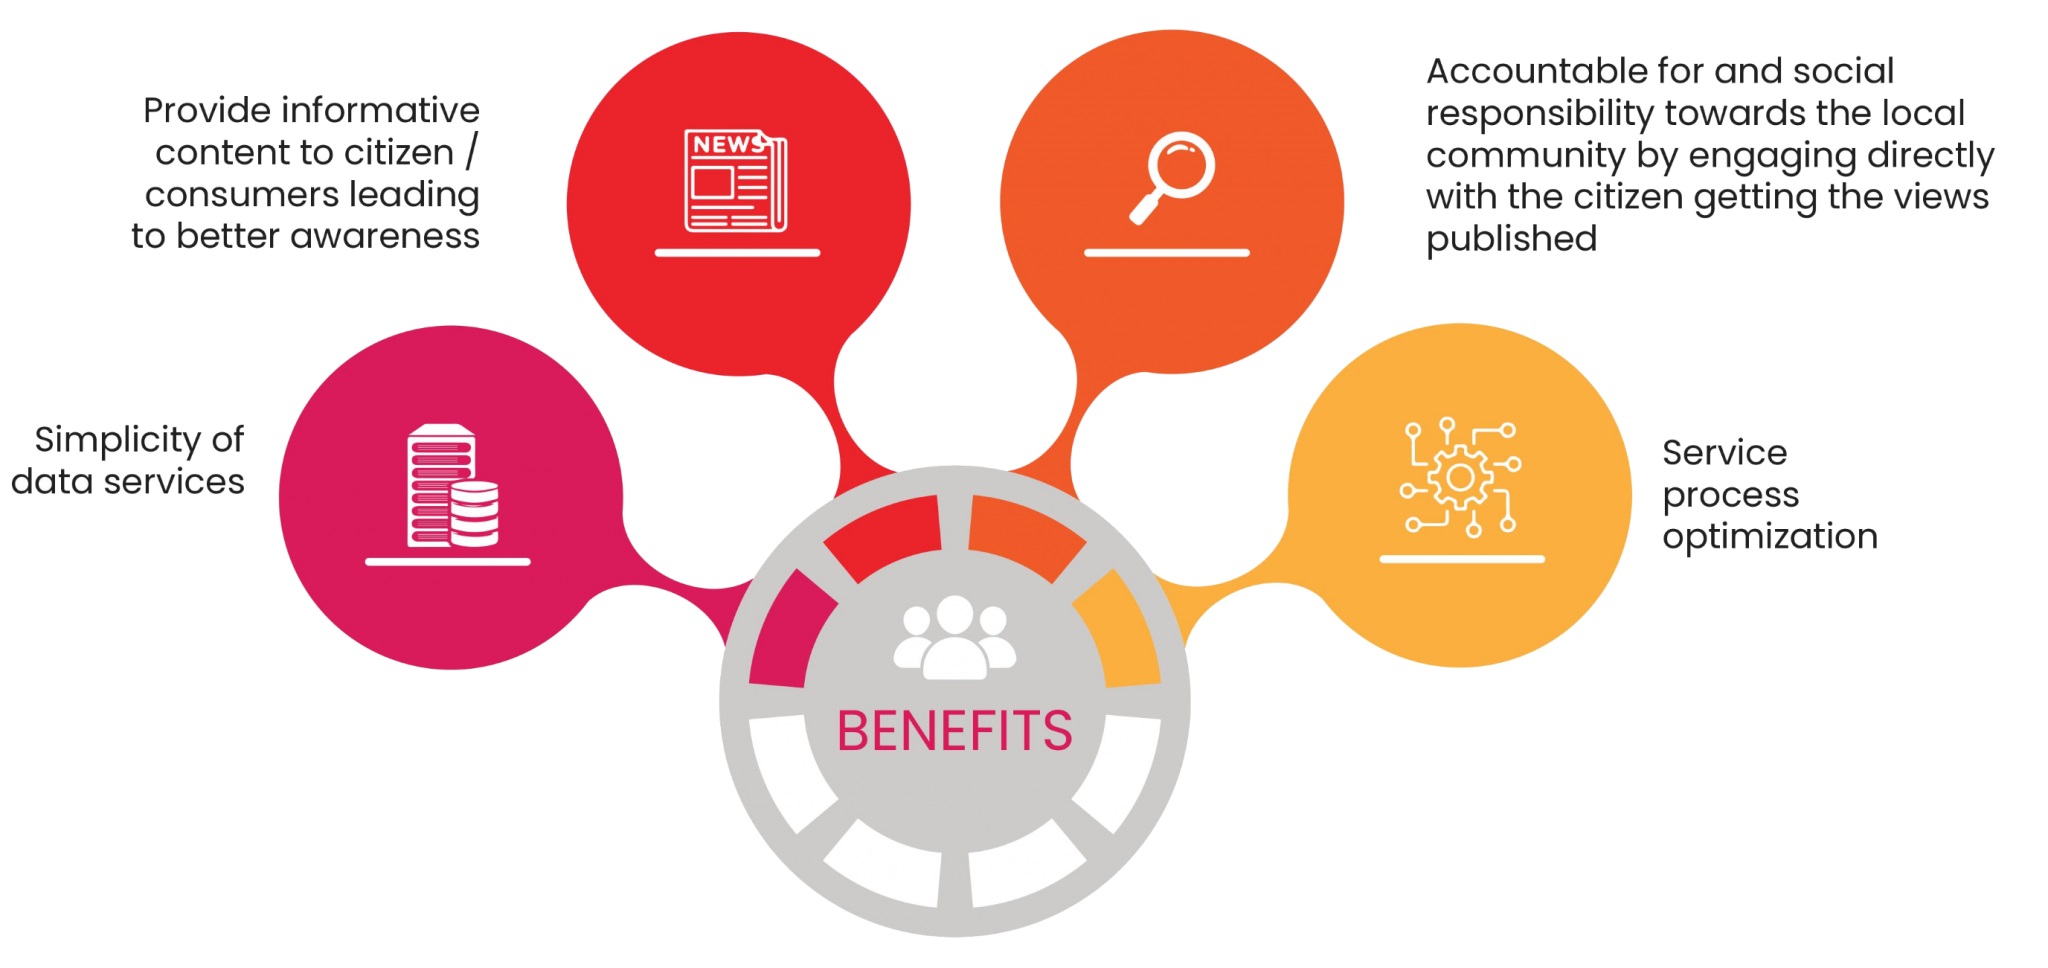 Provide informative
content to citizen /
consumers leading
to better awareness
NEWS
Accountable for and social
responsibility towards the local
community by engaging directly
with the citizen getting the views
published
Simplicity of
data services
Service
process
optimization
BENEFITS